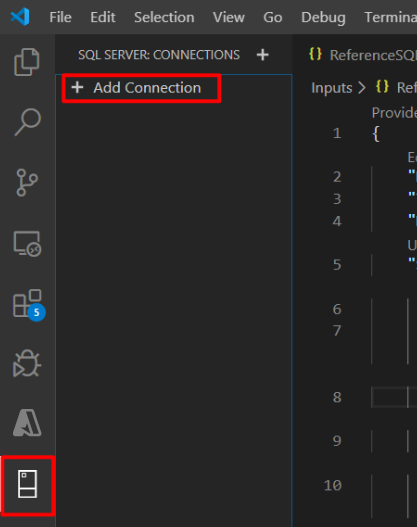 File Edit Selection View Go Debug Termina
SQL SERVER: CONNECTIONS +
+ Add Connection
5
{} ReferenceSQL
Inputs > {} Ref
Provide
1 {
2
3
4
5
6
7
8
9
10